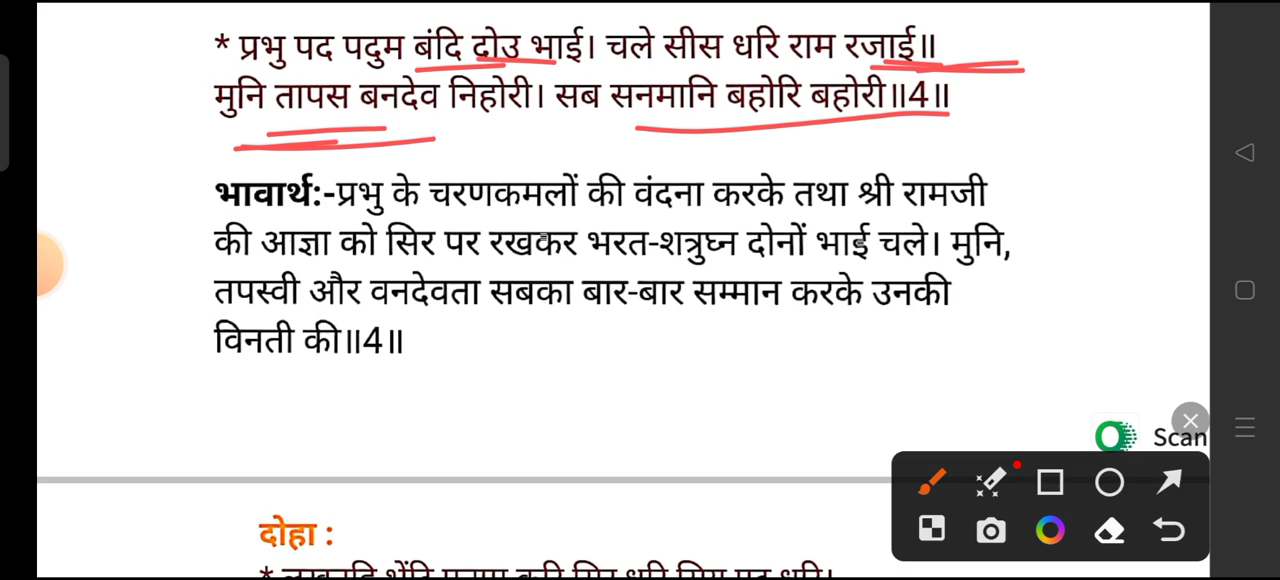 * प्रभु पद पदुम बंदि दोउ भाई। चले सीस धरि राम रजाई॥
मुनि तापस बनदेव निहोरी। सब सनमानि बहोरि बहोरी॥4॥
भावार्थ:-प्रभु के चरणकमलों की वंदना करके तथा श्री रामजी
की आज्ञा को सिर पर रखकर भरत-शत्रुघ्न दोनों भाई चले। मुनि,
तपस्वी और वनदेवता सबका बार-बार सम्मान करके उनकी
विनती की॥4॥
Scan
दोहा :